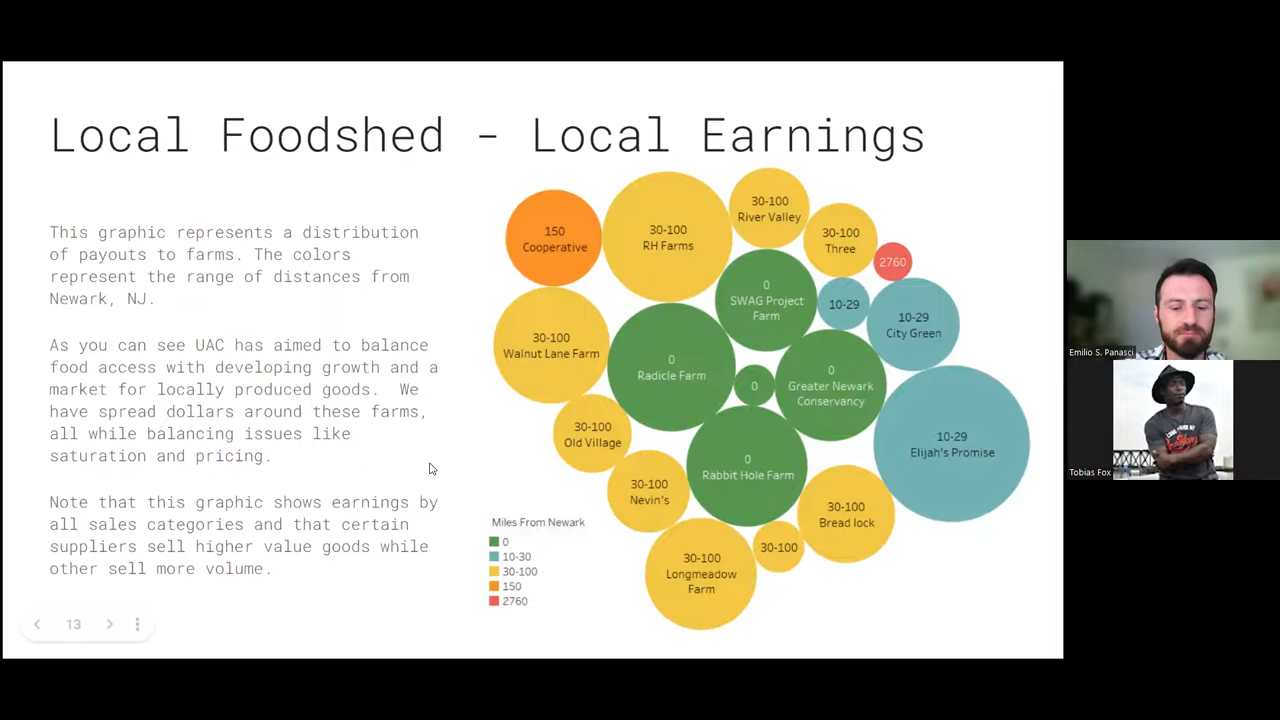 Local Foodshed - Local Earnings
This graphic represents a distribution
of payouts to farms. The colors
represent the range of distances from
Newark, NJ.
As you can see UAC has aimed to balance
food access with developing growth and a
market for locally produced goods. We
have spread dollars around these farms,
all while balancing issues like
saturation and pricing.
Note that this graphic shows earnings by
all sales categories and that certain
suppliers sell higher value goods while
other sell more volume.
13
150
Cooperative
30-100
RH Farms
30-100
River Valley
30-100
Three
2760
0
SWAG Project
Farm
10-29
10-29
City Green
30-100
Walnut Lane Farm
0
Radicle Farm
0
0
Greater Newark
Conservancy
30-100
Old Village
0
Rabbit Hole Farm
10-29
Elijah's Promise
30-100
Nevin's
30-100
Bread lock
30-100
30-100
Longmeadow
Farm
Miles From Newark
0
10-30
30-100
150
2760
Emilio S. Panasci
Tobias Fox